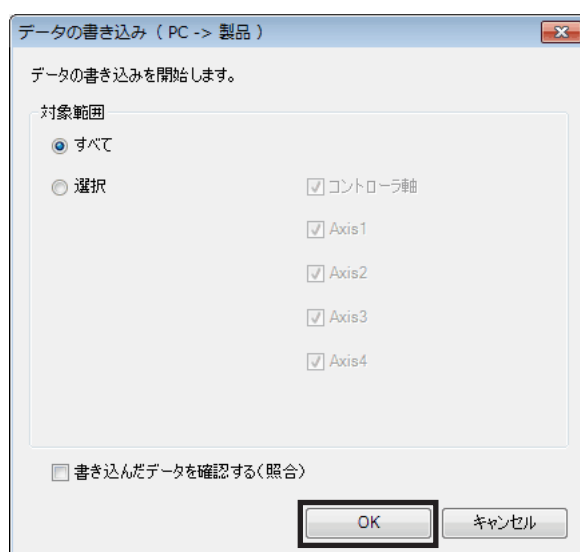 データの書き込み（ PC -> 製品 ）
データの書き込みを開始します。
対象範囲
すべて
選択
コントローラ軸
Axis1
Axis2
Axis3
Axis4
書き込んだデータを確認する(照合)
OK
キャンセル